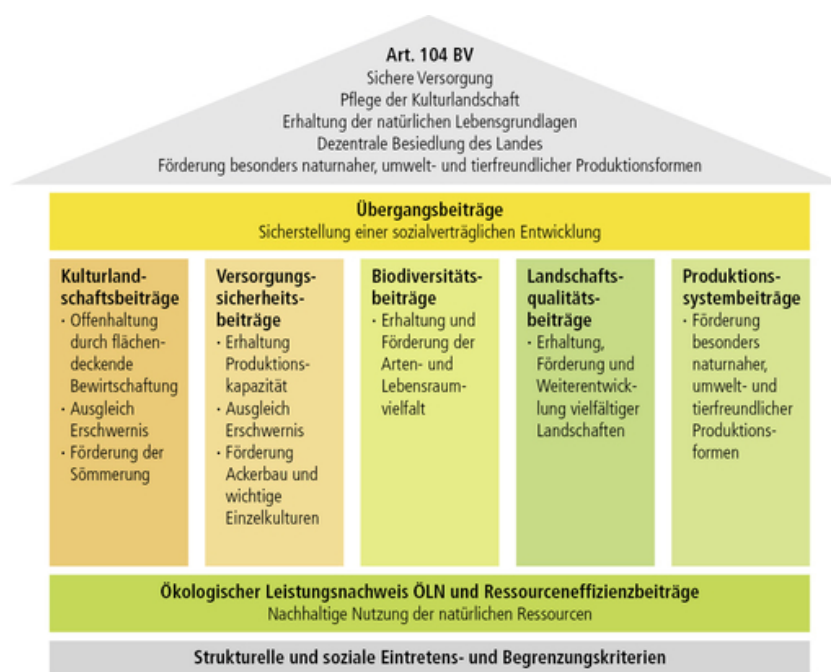 Art. 104 BV
Sichere Versorgung
Pflege der Kulturlandschaft
Erhaltung der natürlichen Lebensgrundlagen
Dezentrale Besiedlung des Landes
Förderung besonders naturnaher, umwelt- und tierfreundlicher Produktionsformen
Übergangsbeiträge
Sicherstellung einer sozialverträglichen Entwicklung
Kulturland-
schaftsbeiträge
· Offenhaltung
durch flächen-
deckende
Bewirtschaftung
· Ausgleich
Erschwernis
· Förderung der
Sömmerung
Versorgungs-
sicherheits-
beiträge
· Erhaltung
Produktions-
kapazität
· Ausgleich
Erschwernis
· Förderung
Ackerbau und
wichtige
Einzelkulturen
Biodiversitäts-
beiträge
· Erhaltung und
Förderung der
Arten- und
Lebensraum-
vielfalt
Landschafts-
qualitäts-
beiträge
· Erhaltung,
Förderung und
Weiterentwick-
lung vielfältiger
Landschaften
Produktions-
systembeiträge
· Förderung
besonders
naturnaher,
umwelt- und
tierfreundlicher
Produktions-
formen
Ökologischer Leistungsnachweis ÖLN und Ressourceneffizienzbeiträge
Nachhaltige Nutzung der natürlichen Ressourcen
Strukturelle und soziale Eintretens- und Begrenzungskriterien